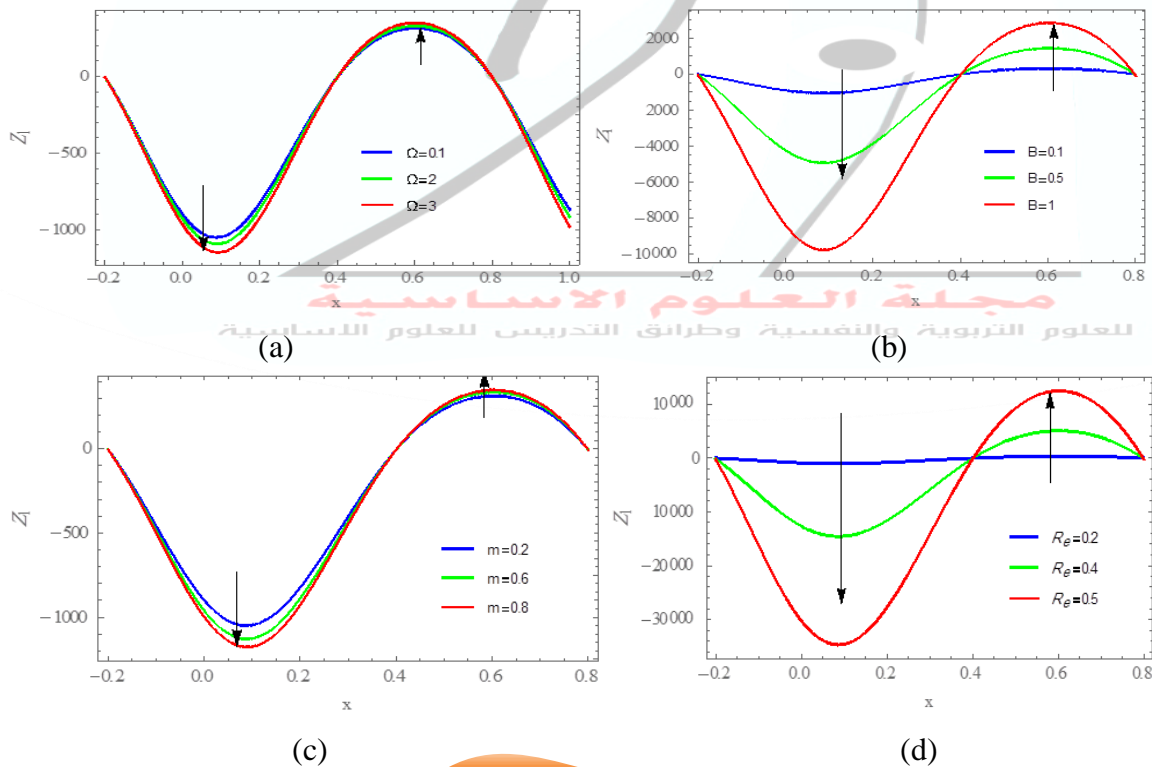 0
−500
−1000
Z₁
−0.2 0.0 0.2 0.4 0.6 0.8 1.0
x
Ω=0.1
Ω=2
Ω=3
(a)
2000
0
−2000
−4000
−6000
−8000
−10000
Z₁
−0.2 0.0 0.2 0.4 0.6 0.8
x
B=0.1
B=0.5
B=1
(b)
مجلة العلوم الاساسية
للعلوم التربوية والنفسية وطرائق التدريس للعلوم الاساسية
0
−500
−1000
Z₁
−0.2 0.0 0.2 0.4 0.6 0.8
x
m=0.2
m=0.6
m=0.8
(c)
10000
0
−10000
−20000
−30000
Z₁
−0.2 0.0 0.2 0.4 0.6 0.8
x
Rₑ=0.2
Rₑ=0.4
Rₑ=0.5
(d)